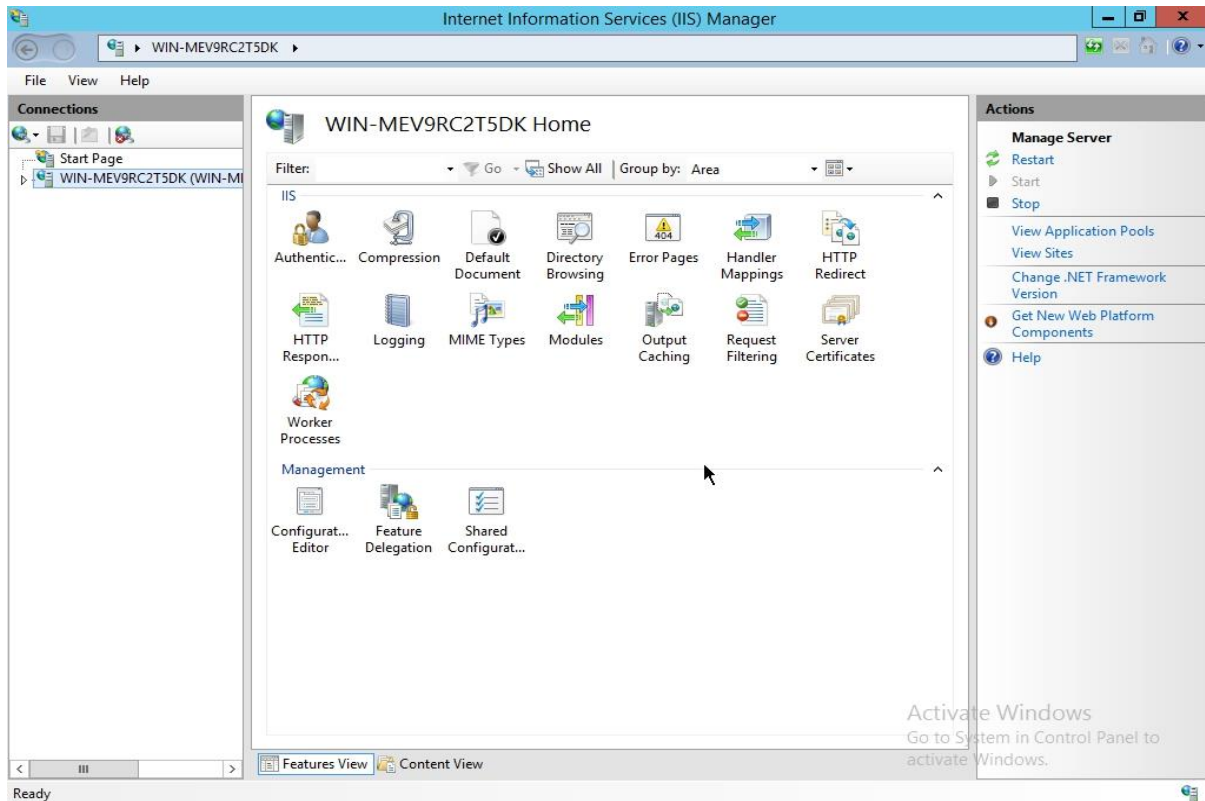 Internet Information Services (IIS) Manager
WIN-MEV9RC2T5DK
File View Help
Connections
Start Page
WIN-MEV9RC2T5DK (WIN-MI
WIN-MEV9RC2T5DK Home
Filter: Go Show All Group by: Area
IIS
Authentic... Compression Default Document Directory Browsing Error Pages Handler Mappings HTTP Redirect
HTTP Respon... Logging MIME Types Modules Output Caching Request Filtering Server Certificates
Worker Processes
Management
Configurat... Editor Feature Delegation Shared Configurat...
Features View Content View
Actions
Manage Server
Restart
Start
Stop
View Application Pools
View Sites
Change .NET Framework
Version
Get New Web Platform
Components
Help
Activate Windows
Go to System in Control Panel to
activate Windows.
Ready